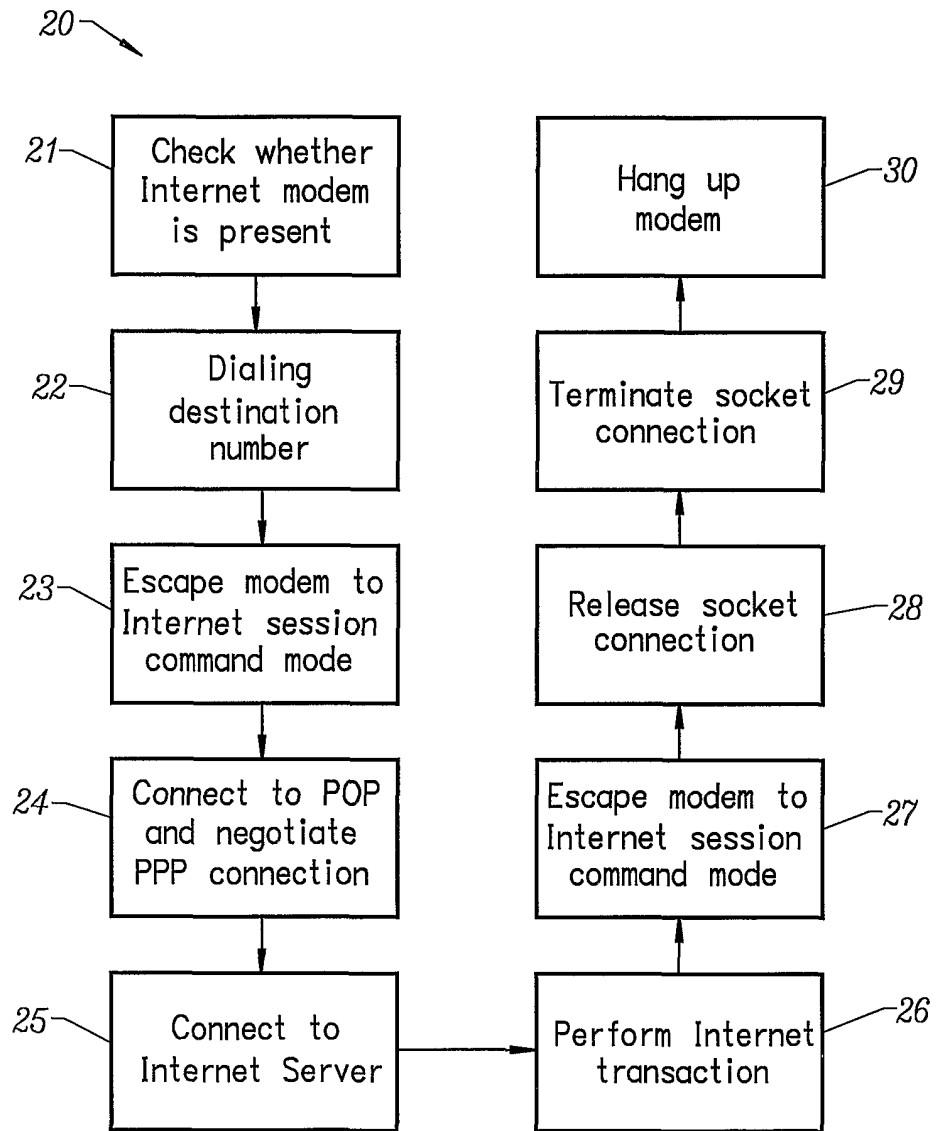 20
21
Check whether
Internet modem
is present
22
Dialing
destination
number
23
Escape modem to
Internet session
command mode
24
Connect to POP
and negotiate
PPP connection
25
Connect to
Internet Server
26
Perform Internet
transaction
27
Escape modem to
Internet session
command mode
28
Release socket
connection
29
Terminate socket
connection
30
Hang up
modem